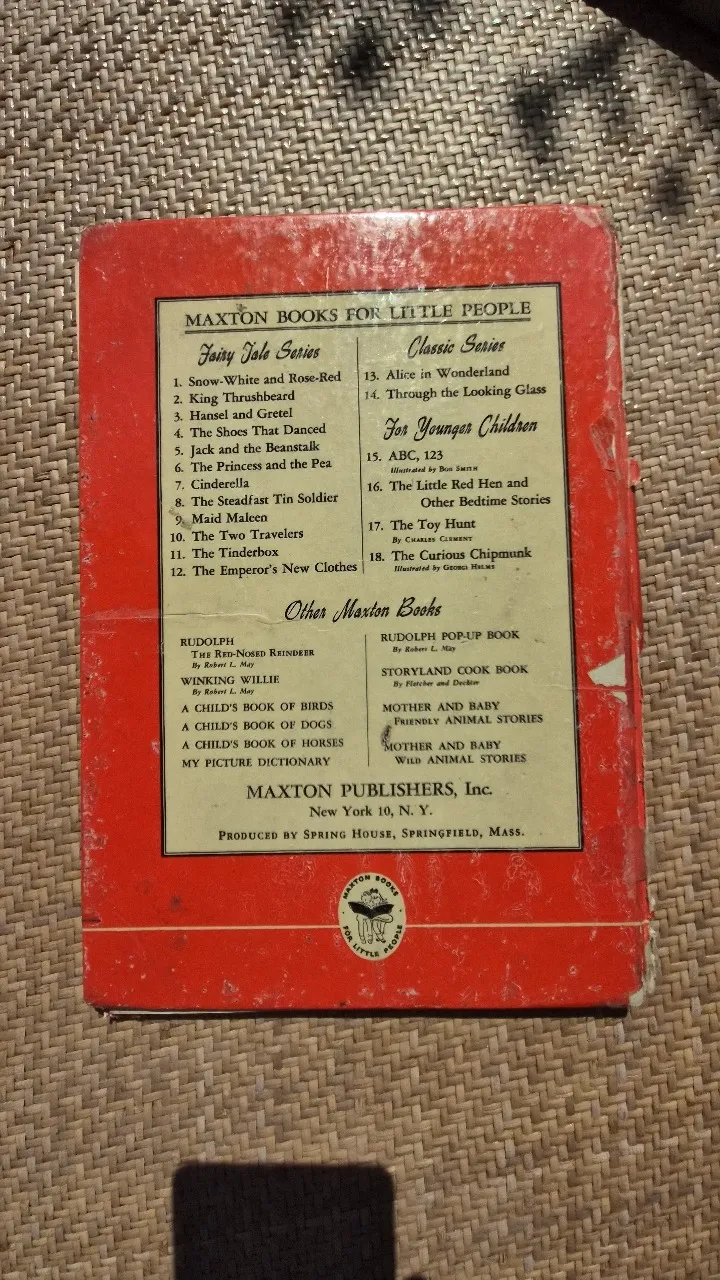 MAXTON BOOKS FOR LITTLE PEOPLE
Fairy Tale Series
1. Snow-White and Rose-Red
2. King Thrushbeard
3. Hansel and Gretel
4. The Shoes That Danced
5. Jack and the Beanstalk
6. The Princess and the Pea
7. Cinderella
8. The Steadfast Tin Soldier
9. Maid Maleen
10. The Two Travelers
11. The Tinderbox
12. The Emperor's New Clothes
Classic Series
13. Alice in Wonderland
14. Through the Looking Glass
For Younger Children
15. ABC, 123
Illustrated by Bob Smith
16. The Little Red Hen and
Other Bedtime Stories
17. The Toy Hunt
By Charles Clement
18. The Curious Chipmunk
Illustrated by Georgi Helms
Other Maxton Books
RUDOLPH
The Red-Nosed Reindeer
By Robert L. May
WINKING WILLIE
By Robert L. May
A CHILD'S BOOK OF BIRDS
A CHILD'S BOOK OF DOGS
A CHILD'S BOOK OF HORSES
MY PICTURE DICTIONARY
RUDOLPH POP-UP BOOK
By Robert L. May
STORYLAND COOK BOOK
By Fletcher and Deckter
MOTHER AND BABY
Friendly ANIMAL STORIES
MOTHER AND BABY
Wild ANIMAL STORIES
MAXTON PUBLISHERS, Inc.
New York 10, N. Y.
Produced by Spring House, Springfield, Mass.
MAXTON BOOKS
FOR LITTLE PEOPLE